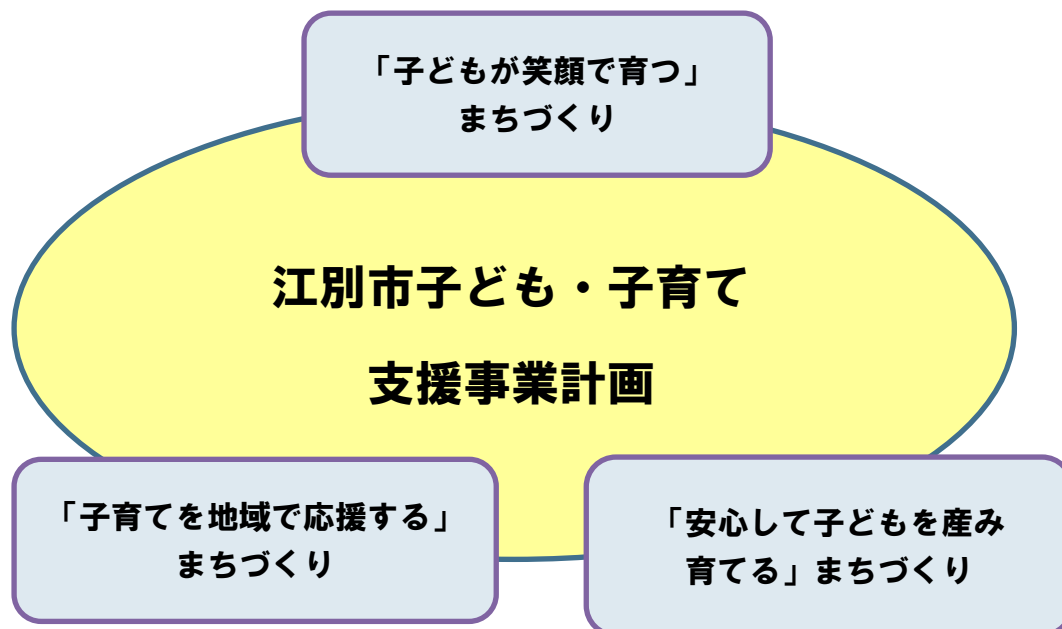 「子どもが笑顔で育つ」
まちづくり
江別市子ども・子育て
支援事業計画
「子育てを地域で応援する」
まちづくり
「安心して子どもを産み
育てる」まちづくり